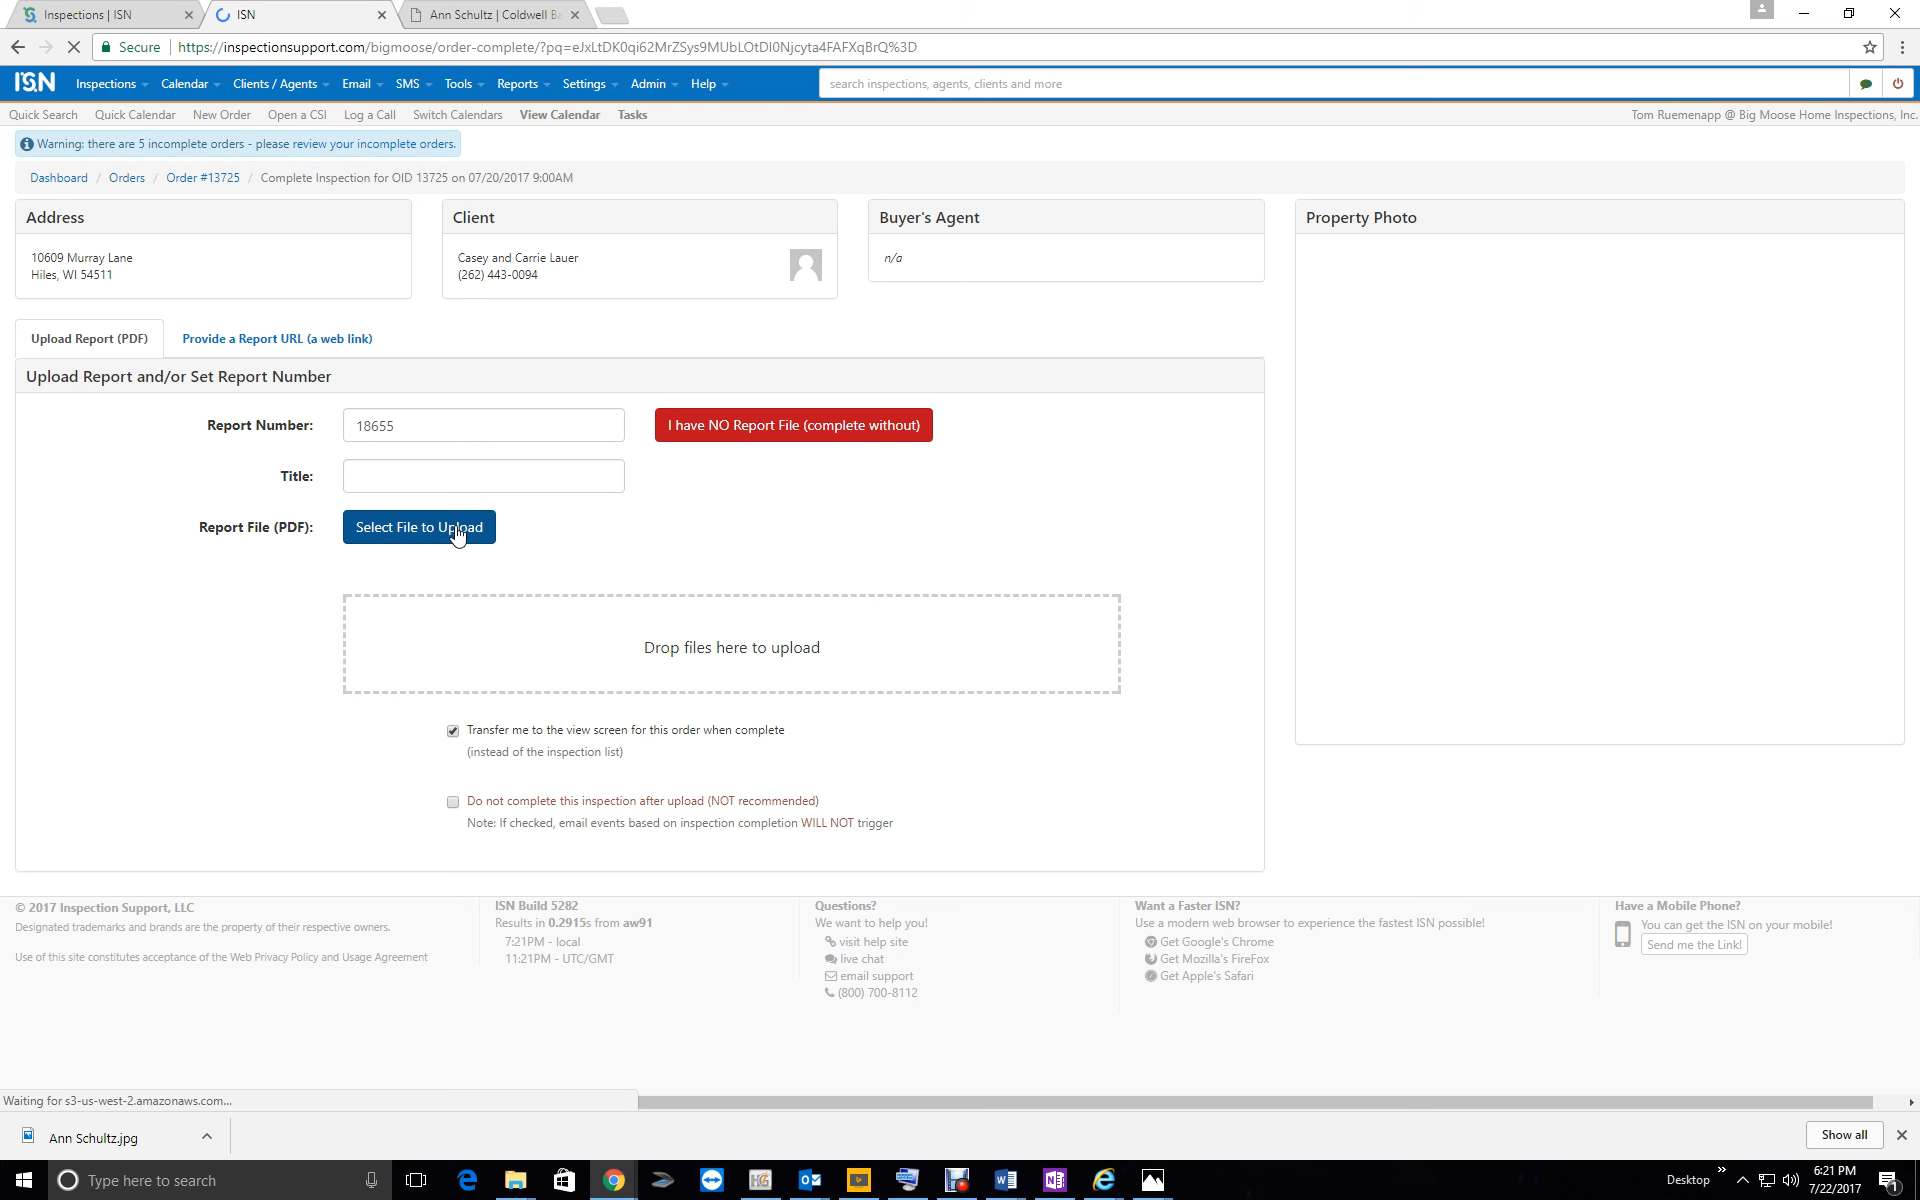 Inspections | ISN
ISN
Ann Schultz | Coldwell Ba
Secure https://inspectionsupport.com/bigmoose/order-complete/?pq=eJxLtDK0qi62MrZSys9MUbLOtDI0Njcyta4FAFXqBrQ%3D
ISN Inspections Calendar Clients / Agents Email SMS Tools Reports Settings Admin Help search inspections, agents, clients and more
Quick Search Quick Calendar New Order Open a CSI Log a Call Switch Calendars View Calendar Tasks Tom Ruemenapp @ Big Moose Home Inspections, Inc.
Warning: there are 5 incomplete orders - please review your incomplete orders.
Dashboard / Orders / Order #13725 / Complete Inspection for OID 13725 on 07/20/2017 9:00AM
Address
10609 Murray Lane
Hiles, WI 54511
Client
Casey and Carrie Lauer
(262) 443-0094
Buyer's Agent
n/a
Property Photo
Upload Report (PDF) Provide a Report URL (a web link)
Upload Report and/or Set Report Number
Report Number: 18655 I have NO Report File (complete without)
Title:
Report File (PDF): Select File to Upload
Drop files here to upload
Transfer me to the view screen for this order when complete
(instead of the inspection list)
Do not complete this inspection after upload (NOT recommended)
Note: If checked, email events based on inspection completion WILL NOT trigger
© 2017 Inspection Support, LLC
Designated trademarks and brands are the property of their respective owners.
Use of this site constitutes acceptance of the Web Privacy Policy and Usage Agreement
ISN Build 5282
Results in 0.2915s from aw91
7:21PM - local
11:21PM - UTC/GMT
Questions?
We want to help you!
visit help site
live chat
email support
(800) 700-8112
Want a Faster ISN?
Use a modern web browser to experience the fastest ISN possible!
Get Google's Chrome
Get Mozilla's FireFox
Get Apple's Safari
Have a Mobile Phone?
You can get the ISN on your mobile!
Send me the Link!
Waiting for s3-us-west-2.amazonaws.com...
Ann Schultz.jpg
Show all
Type here to search
Desktop
6:21 PM
7/22/2017
1